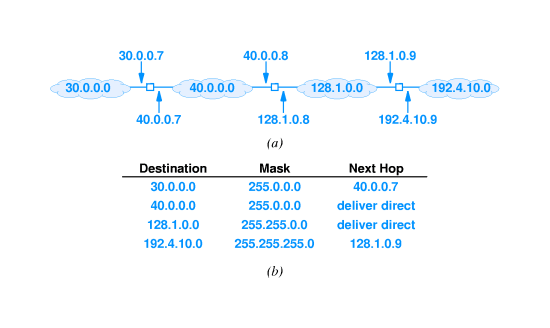 30.0.0.7 40.0.0.8 128.1.0.9
30.0.0.0 40.0.0.0 128.1.0.0 192.4.10.0
40.0.0.7 128.1.0.8 192.4.10.9
(a)
Destination Mask Next Hop
30.0.0.0 255.0.0.0 40.0.0.7
40.0.0.0 255.0.0.0 deliver direct
128.1.0.0 255.255.0.0 deliver direct
192.4.10.0 255.255.255.0 128.1.0.9
(b)